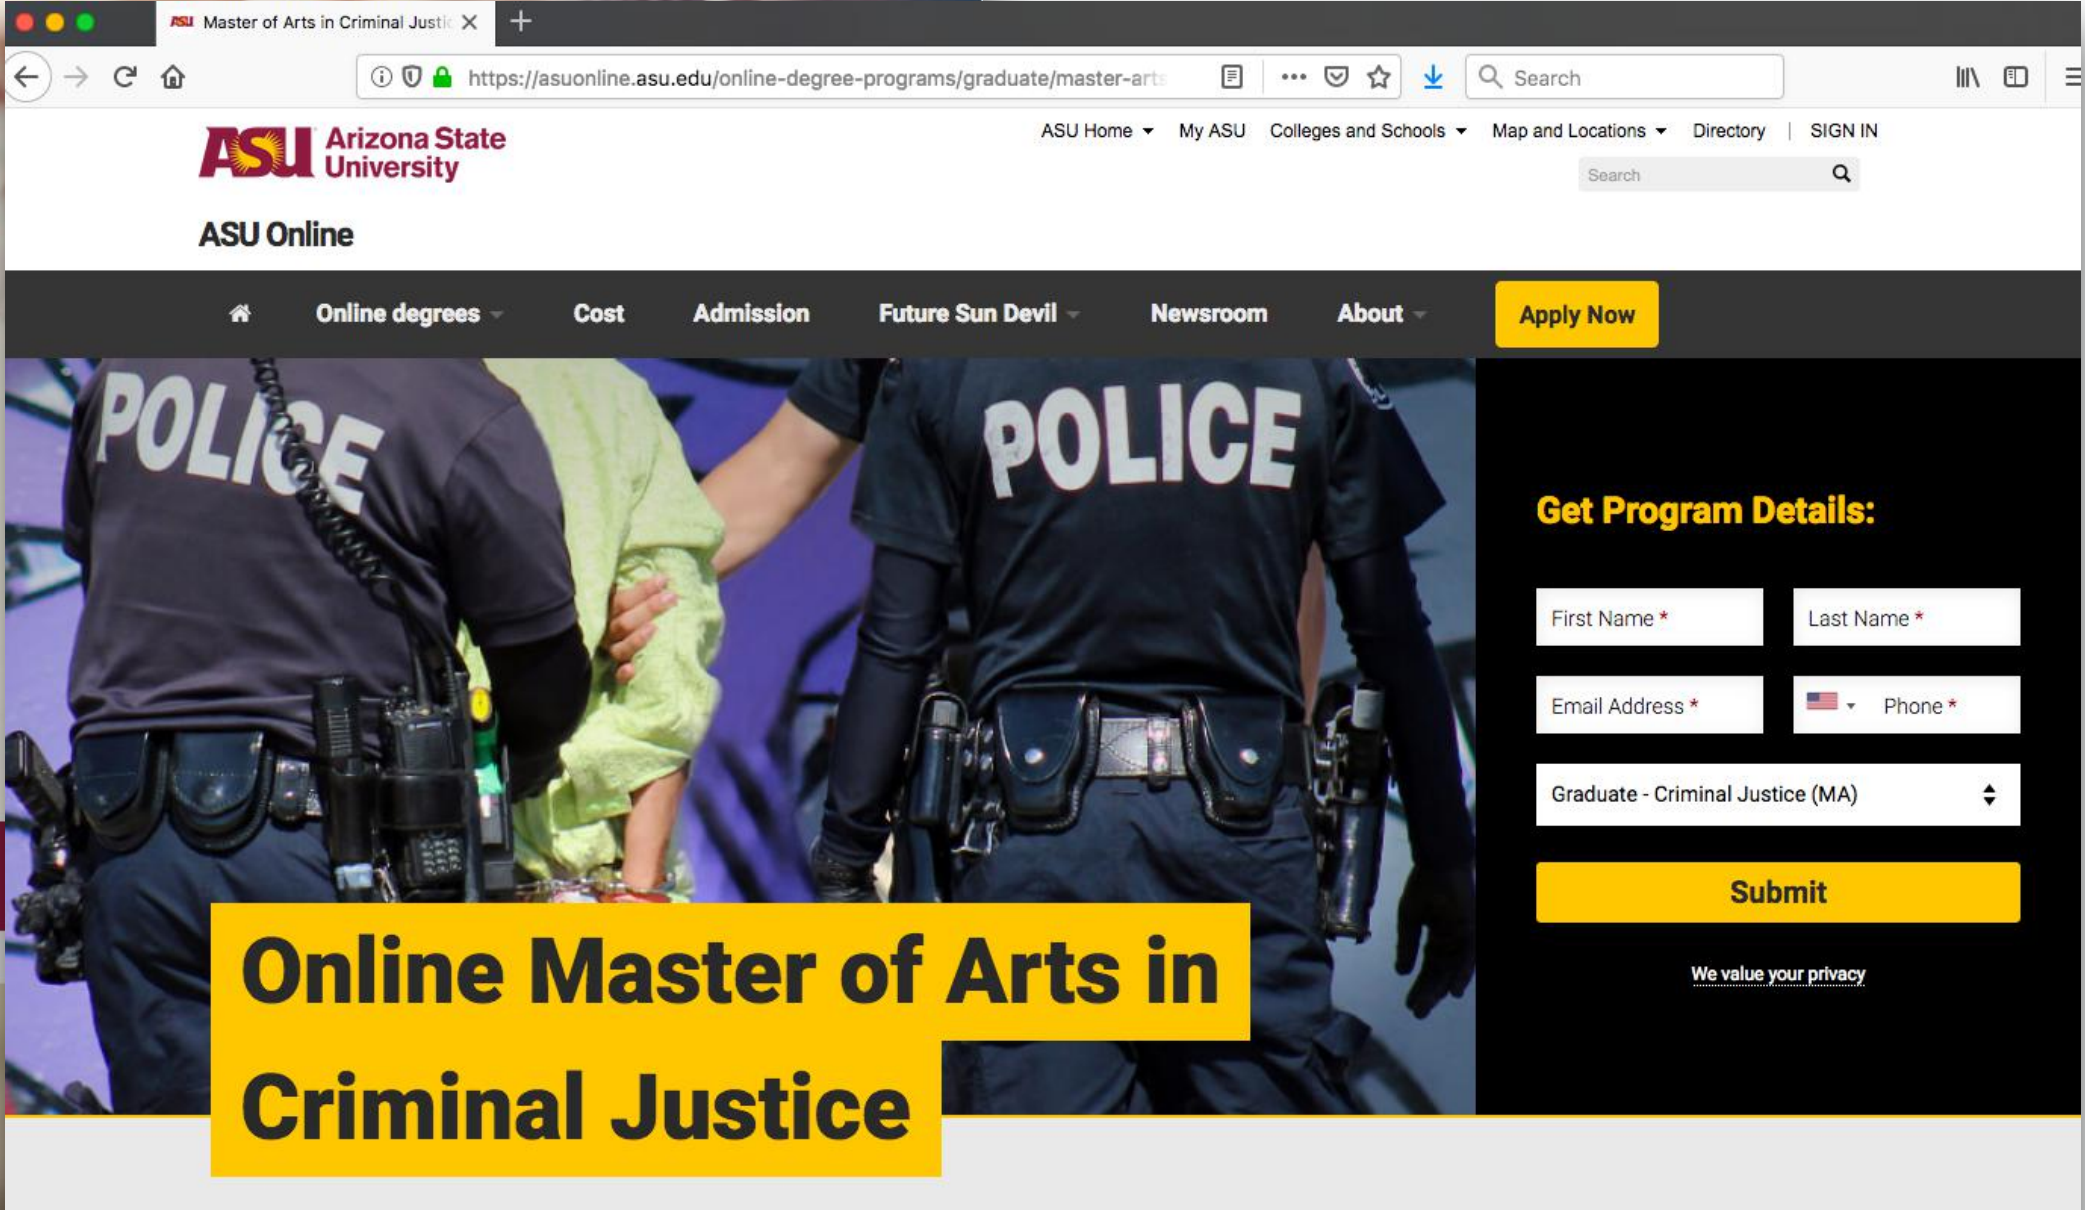 ASU Master of Arts in Criminal Justic
https://asuonline.asu.edu/online-degree-programs/graduate/master-arts
Search
ASU Arizona State
University
ASU Home My ASU Colleges and Schools Map and Locations Directory | SIGN IN
Search
ASU Online
Online degrees Cost Admission Future Sun Devil Newsroom About Apply Now
POLICE
POLICE
Get Program Details:
First Name * Last Name *
Email Address * Phone *
Graduate - Criminal Justice (MA)
Submit
We value your privacy
Online Master of Arts in
Criminal Justice